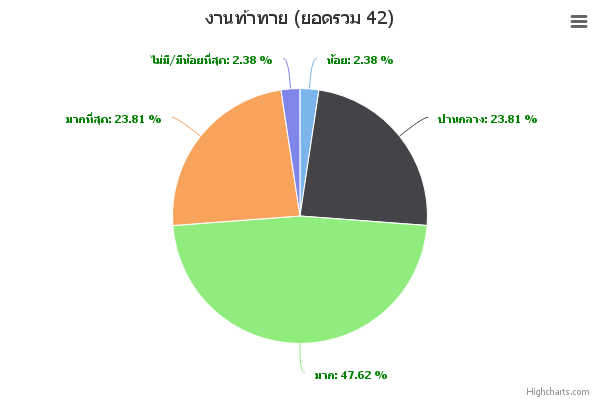 งานท้าทาย (ยอดรวม 42)
ไม่มี/มีน้อยที่สุด: 2.38 %
น้อย: 2.38 %
มากที่สุด: 23.81 %
ปานกลาง: 23.81 %
มาก: 47.62 %
Highcharts.com